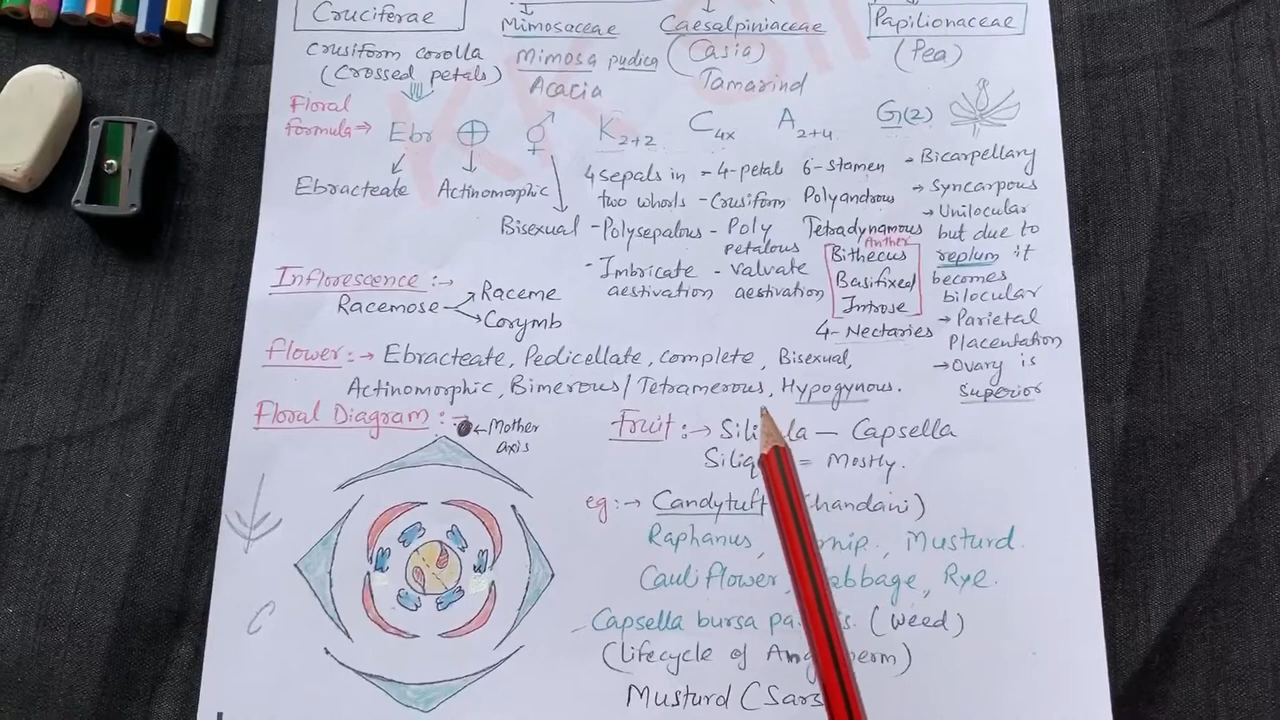 Cruciferae
Mimosaceae
Caesalpiniaceae
Papilionaceae
Crusiform corolla
(Crossed petals)
Mimosa pudica
Acacia
(Casia)
Tamarind
(Pea)
Floral
formula ⇒ Ebr ⊕ ⚥ K2+2 C4x A2+4 G(2)
Ebracteate
Actinomorphic
Bisexual
4 sepals in
two whorls
- Polysepalous
- Imbricate
aestivation
- 4-petals
- Crusiform
- Poly
petalous
- valvate
aestivation
6-stamen
Polyandrous
Tetradynamous
Anther
Bithecus
Basifixed
Introse
4-Nectaries
→ Bicarpellary
→ Syncarpous
→ Unilocular
but due to
replum it
becomes
bilocular
→ Parietal
Placentation
→ Ovary is
Superior
Inflorescence :→
Racemose
Raceme
Corymb
Flower :→ Ebracteate, Pedicellate, complete, Bisexual,
Actinomorphic, Bimerous/Tetramerous, Hypogynous.
Floral Diagram :→
← Mother
axis
Fruit :→ — Capsella
= Mostly.
eg :→ Candytuft
Raphanus, Musturd.
Cauliflower, Rye.
Capsella bursa (weed)
(Lifecycle of
Musturd